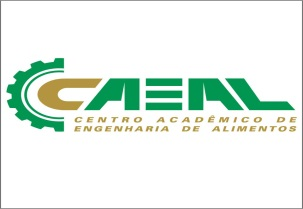 CAEAL
CENTRO ACADÊMICO DE
ENGENHARIA DE ALIMENTOS